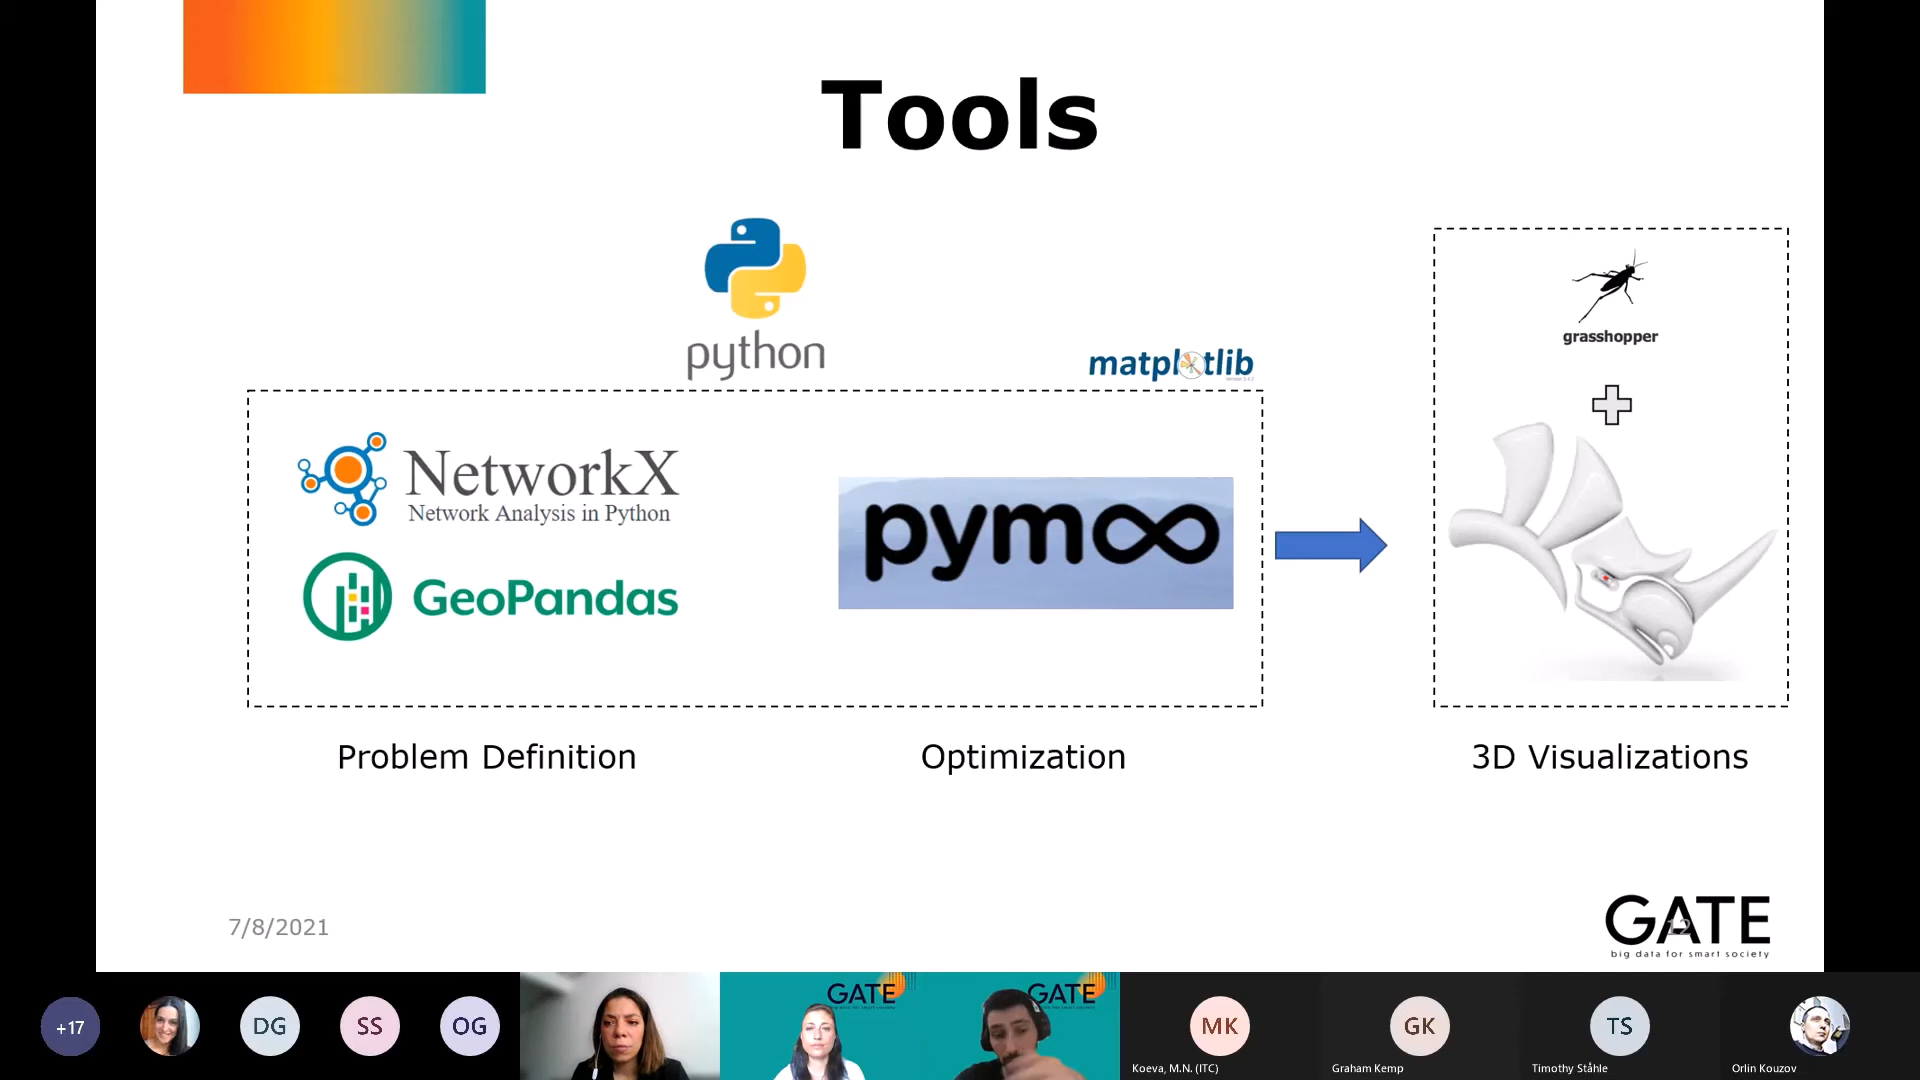 Tools
python
matplotlib
grasshopper
NetworkX
Network Analysis in Python
GeoPandas
pymoo
Problem Definition
Optimization
3D Visualizations
7/8/2021
12
GATE
big data for smart society
+17
DG
SS
OG
GATE
GATE
MK
GK
TS
Koeva, M.N. (ITC)
Graham Kemp
Timothy Ståhle
Orlin Kouzov